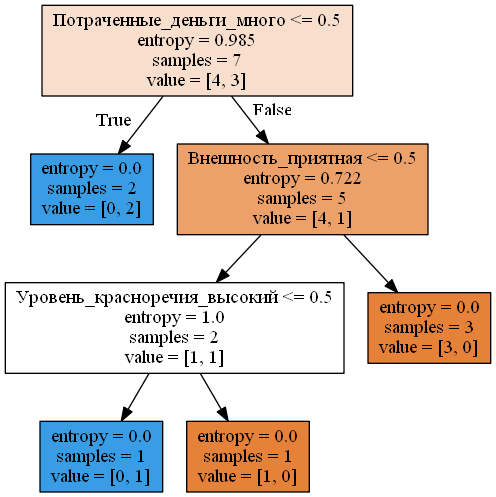 Потраченные_деньги_много <= 0.5
entropy = 0.985
samples = 7
value = [4, 3]
True
False
entropy = 0.0
samples = 2
value = [0, 2]
Внешность_приятная <= 0.5
entropy = 0.722
samples = 5
value = [4, 1]
Уровень_красноречия_высокий <= 0.5
entropy = 1.0
samples = 2
value = [1, 1]
entropy = 0.0
samples = 3
value = [3, 0]
entropy = 0.0
samples = 1
value = [0, 1]
entropy = 0.0
samples = 1
value = [1, 0]